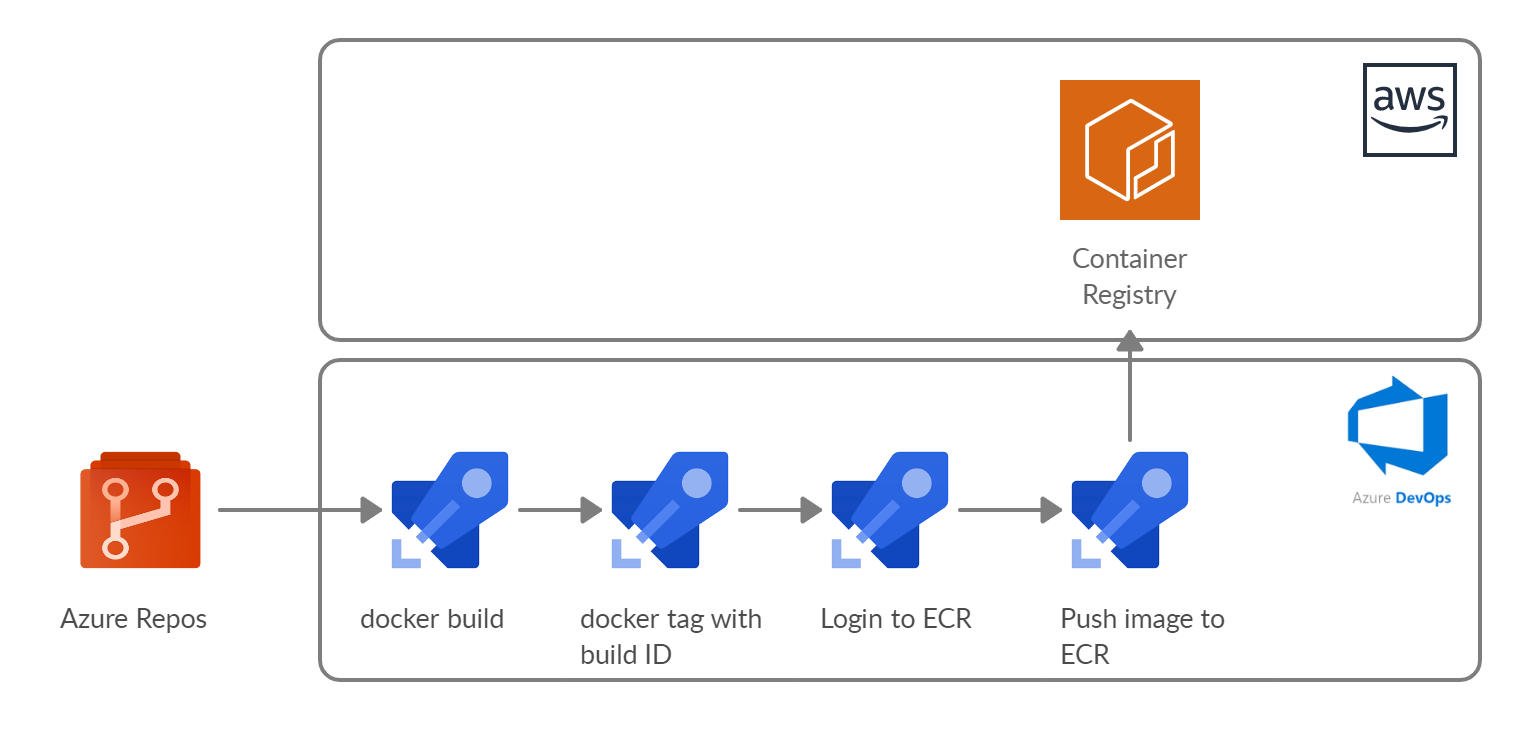 aws
Container
Registry
Azure DevOps
Azure Repos
docker build
docker tag with
build ID
Login to ECR
Push image to
ECR